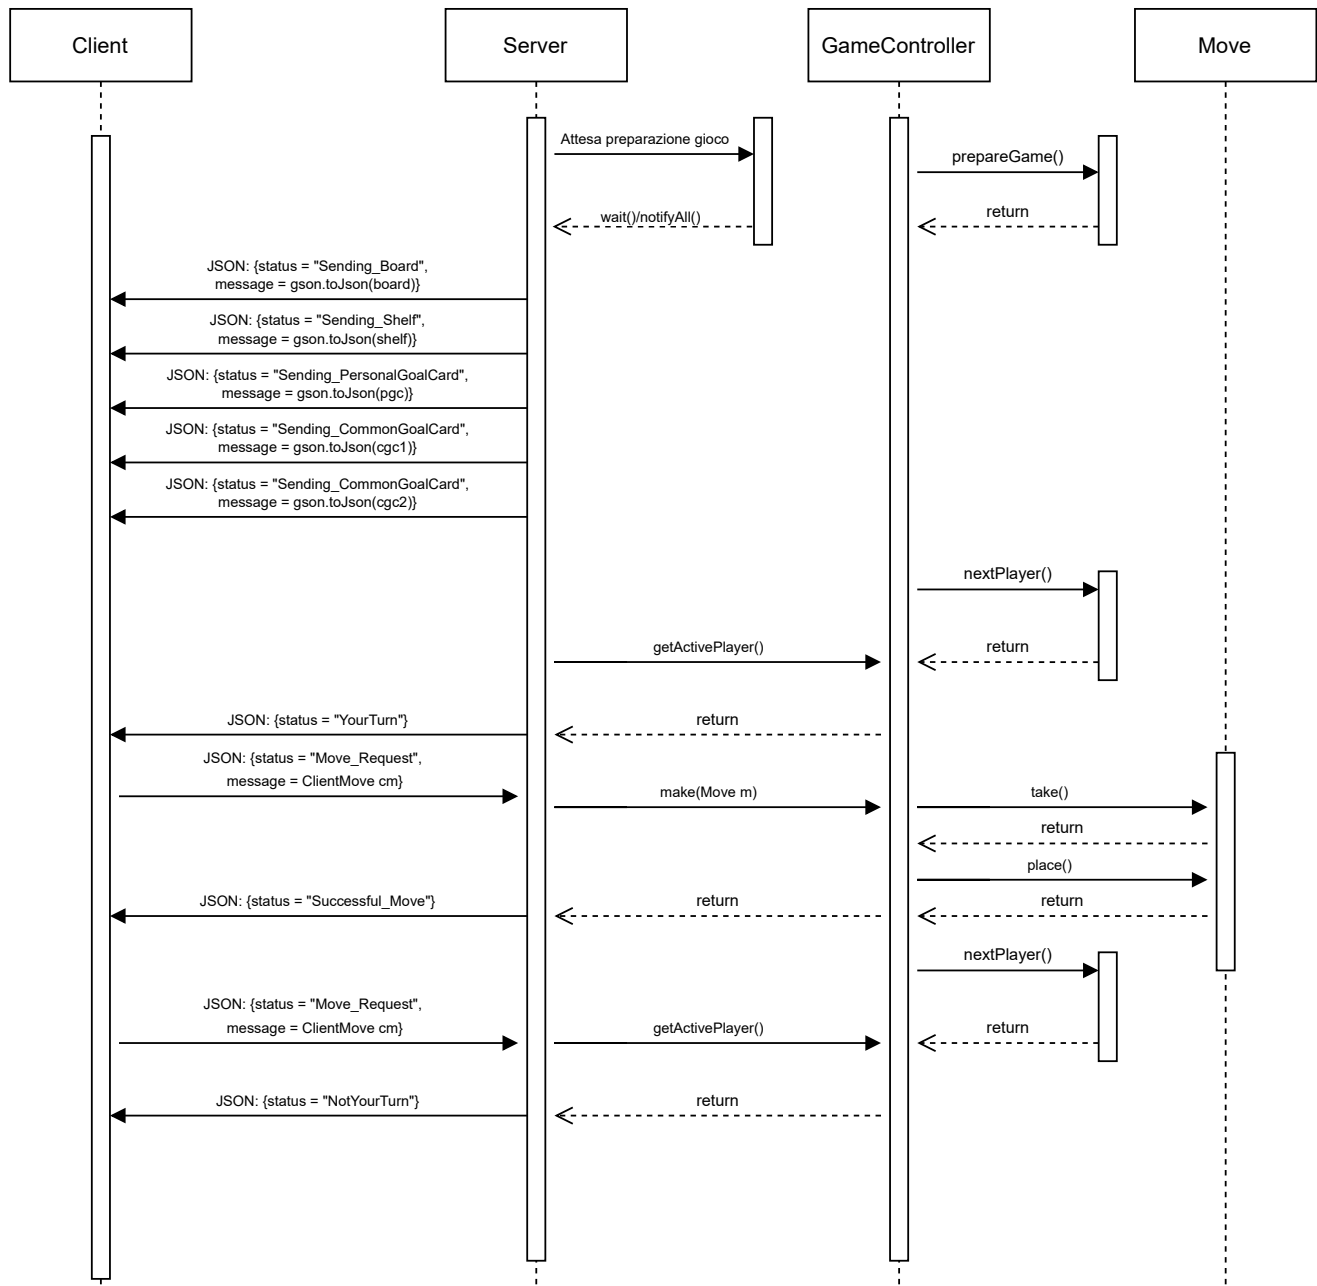 Client
Server
GameController
Move
Attesa preparazione gioco
prepareGame()
wait()/notifyAll()
return
JSON: {status = "Sending_Board",
message = gson.toJson(board)}
JSON: {status = "Sending_Shelf",
message = gson.toJson(shelf)}
JSON: {status = "Sending_PersonalGoalCard",
message = gson.toJson(pgc)}
JSON: {status = "Sending_CommonGoalCard",
message = gson.toJson(cgc1)}
JSON: {status = "Sending_CommonGoalCard",
message = gson.toJson(cgc2)}
nextPlayer()
getActivePlayer()
return
JSON: {status = "YourTurn"}
return
JSON: {status = "Move_Request",
message = ClientMove cm}
make(Move m)
take()
return
place()
JSON: {status = "Successful_Move"}
return
return
nextPlayer()
JSON: {status = "Move_Request",
message = ClientMove cm}
getActivePlayer()
return
JSON: {status = "NotYourTurn"}
return